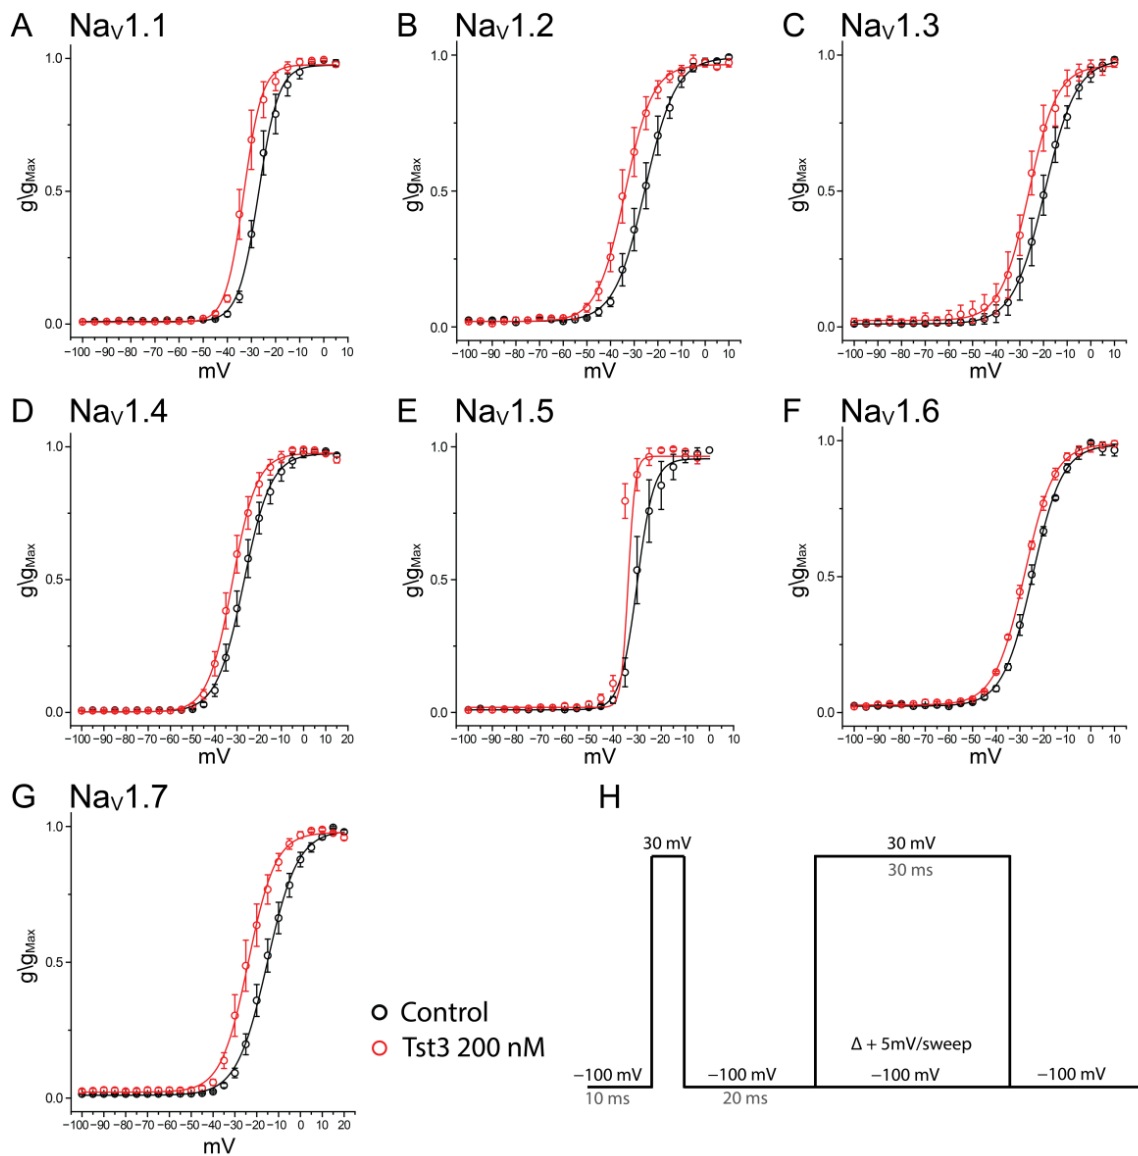 A NaV1.1
1.0
0.5
0.0
g\gMax
−100 −90 −80 −70 −60 −50 −40 −30 −20 −10 0 10
mV
B NaV1.2
1.0
0.5
0.0
g\gMax
−100 −90 −80 −70 −60 −50 −40 −30 −20 −10 0 10
mV
C NaV1.3
1.0
0.5
0.0
g\gMax
−100 −90 −80 −70 −60 −50 −40 −30 −20 −10 0 10
mV
D NaV1.4
1.0
0.5
0.0
g\gMax
−100 −90 −80 −70 −60 −50 −40 −30 −20 −10 0 10 20
mV
E NaV1.5
1.0
0.5
0.0
g\gMax
−100 −90 −80 −70 −60 −50 −40 −30 −20 −10 0 10
mV
F NaV1.6
1.0
0.5
0.0
g\gMax
−100 −90 −80 −70 −60 −50 −40 −30 −20 −10 0 10
mV
G NaV1.7
1.0
0.5
0.0
g\gMax
−100 −90 −80 −70 −60 −50 −40 −30 −20 −10 0 10 20
mV
Control
Tst3 200 nM
H
30 mV 30 mV
30 ms
Δ + 5mV/sweep
−100 mV −100 mV −100 mV −100 mV
10 ms 20 ms